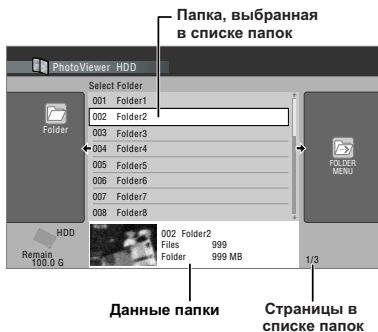 Папка, выбранная
в списке папок
PhotoViewer HDD
Select Folder
001 Folder1
002 Folder2
003 Folder3
004 Folder4
005 Folder5
006 Folder6
007 Folder7
008 Folder8
Folder
FOLDER
MENU
HDD
Remain
100.0 G
002 Folder2
Files 999
Folder 999 MB
1/3
Данные папки
Страницы в
списке папок